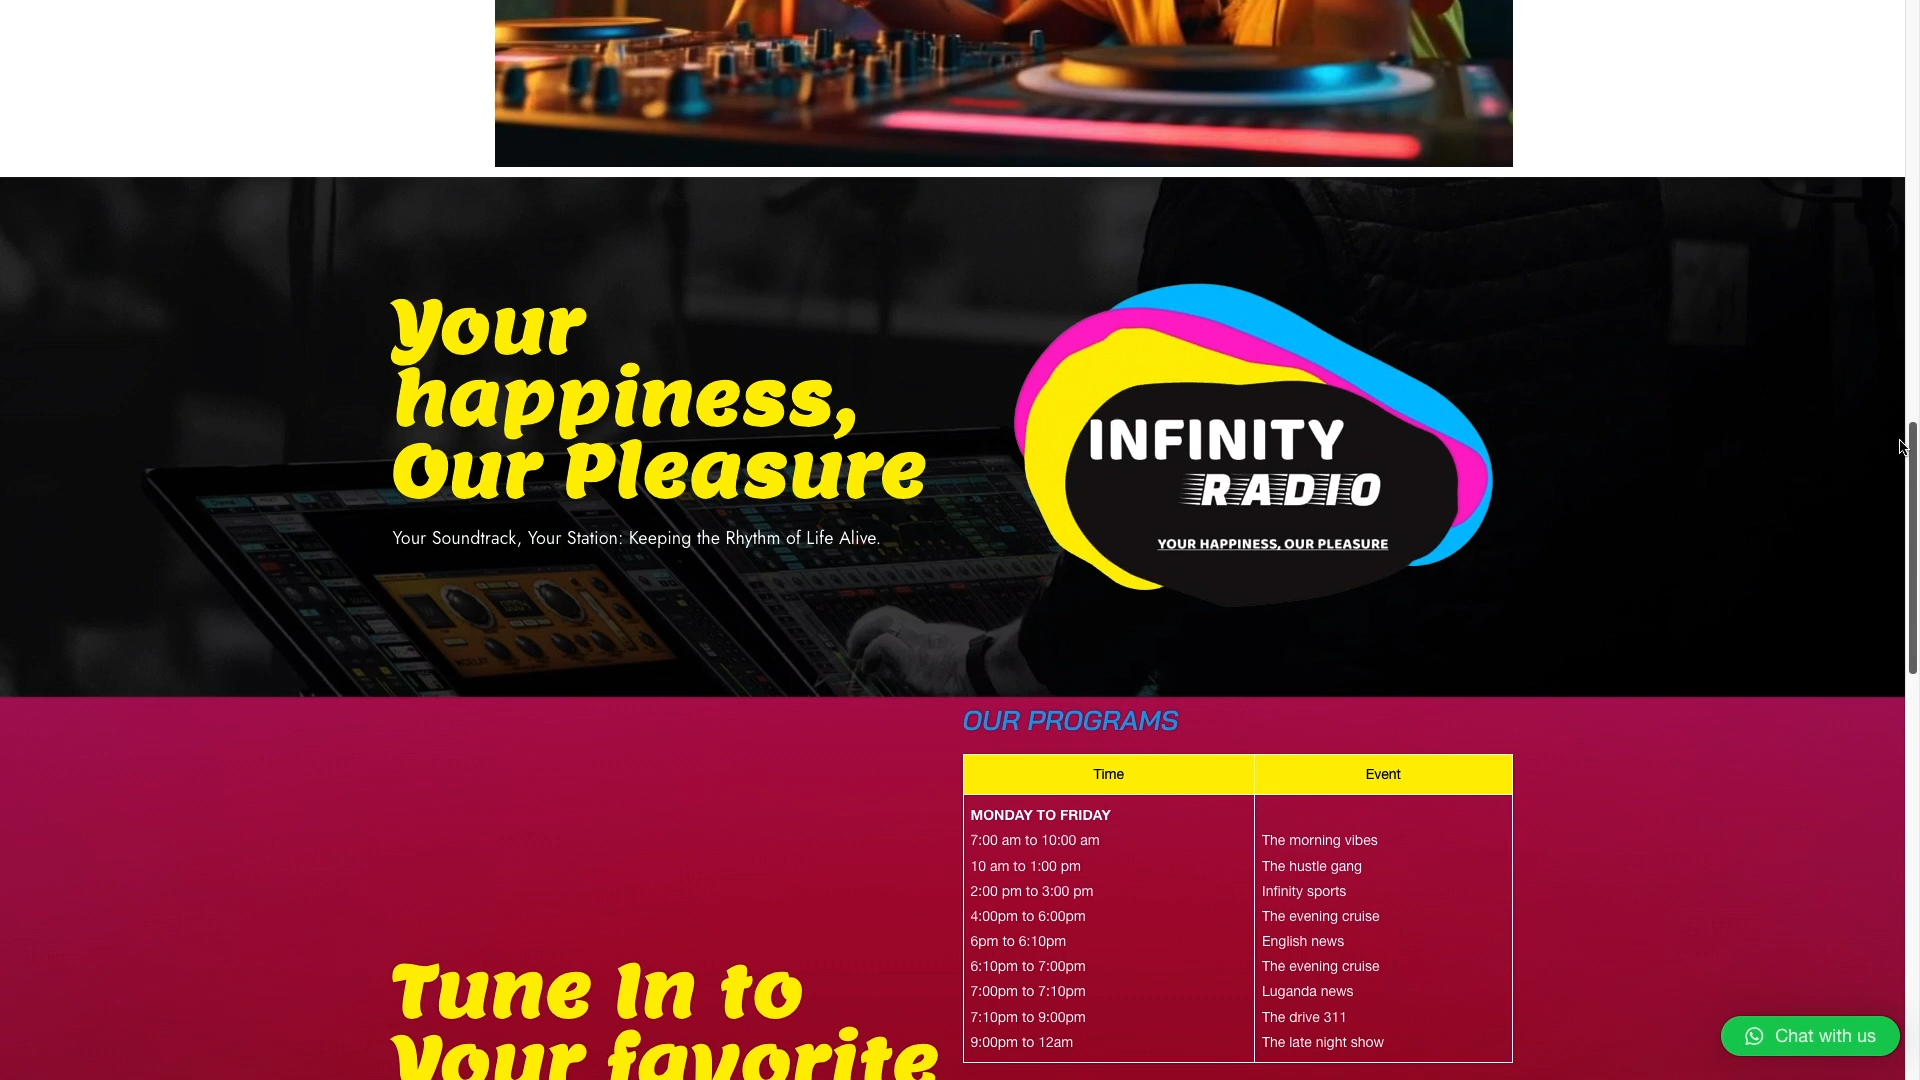 Your
happiness,
Our Pleasure
Your Soundtrack, Your Station: Keeping the Rhythm of Life Alive.
INFINITY
RADIO
YOUR HAPPINESS, OUR PLEASURE
OUR PROGRAMS
Time Event
MONDAY TO FRIDAY
7:00 am to 10:00 am The morning vibes
10 am to 1:00 pm The hustle gang
2:00 pm to 3:00 pm Infinity sports
4:00pm to 6:00pm The evening cruise
6pm to 6:10pm English news
6:10pm to 7:00pm The evening cruise
7:00pm to 7:10pm Luganda news
7:10pm to 9:00pm The drive 311
9:00pm to 12am The late night show
Tune In to
Your favorite
Chat with us